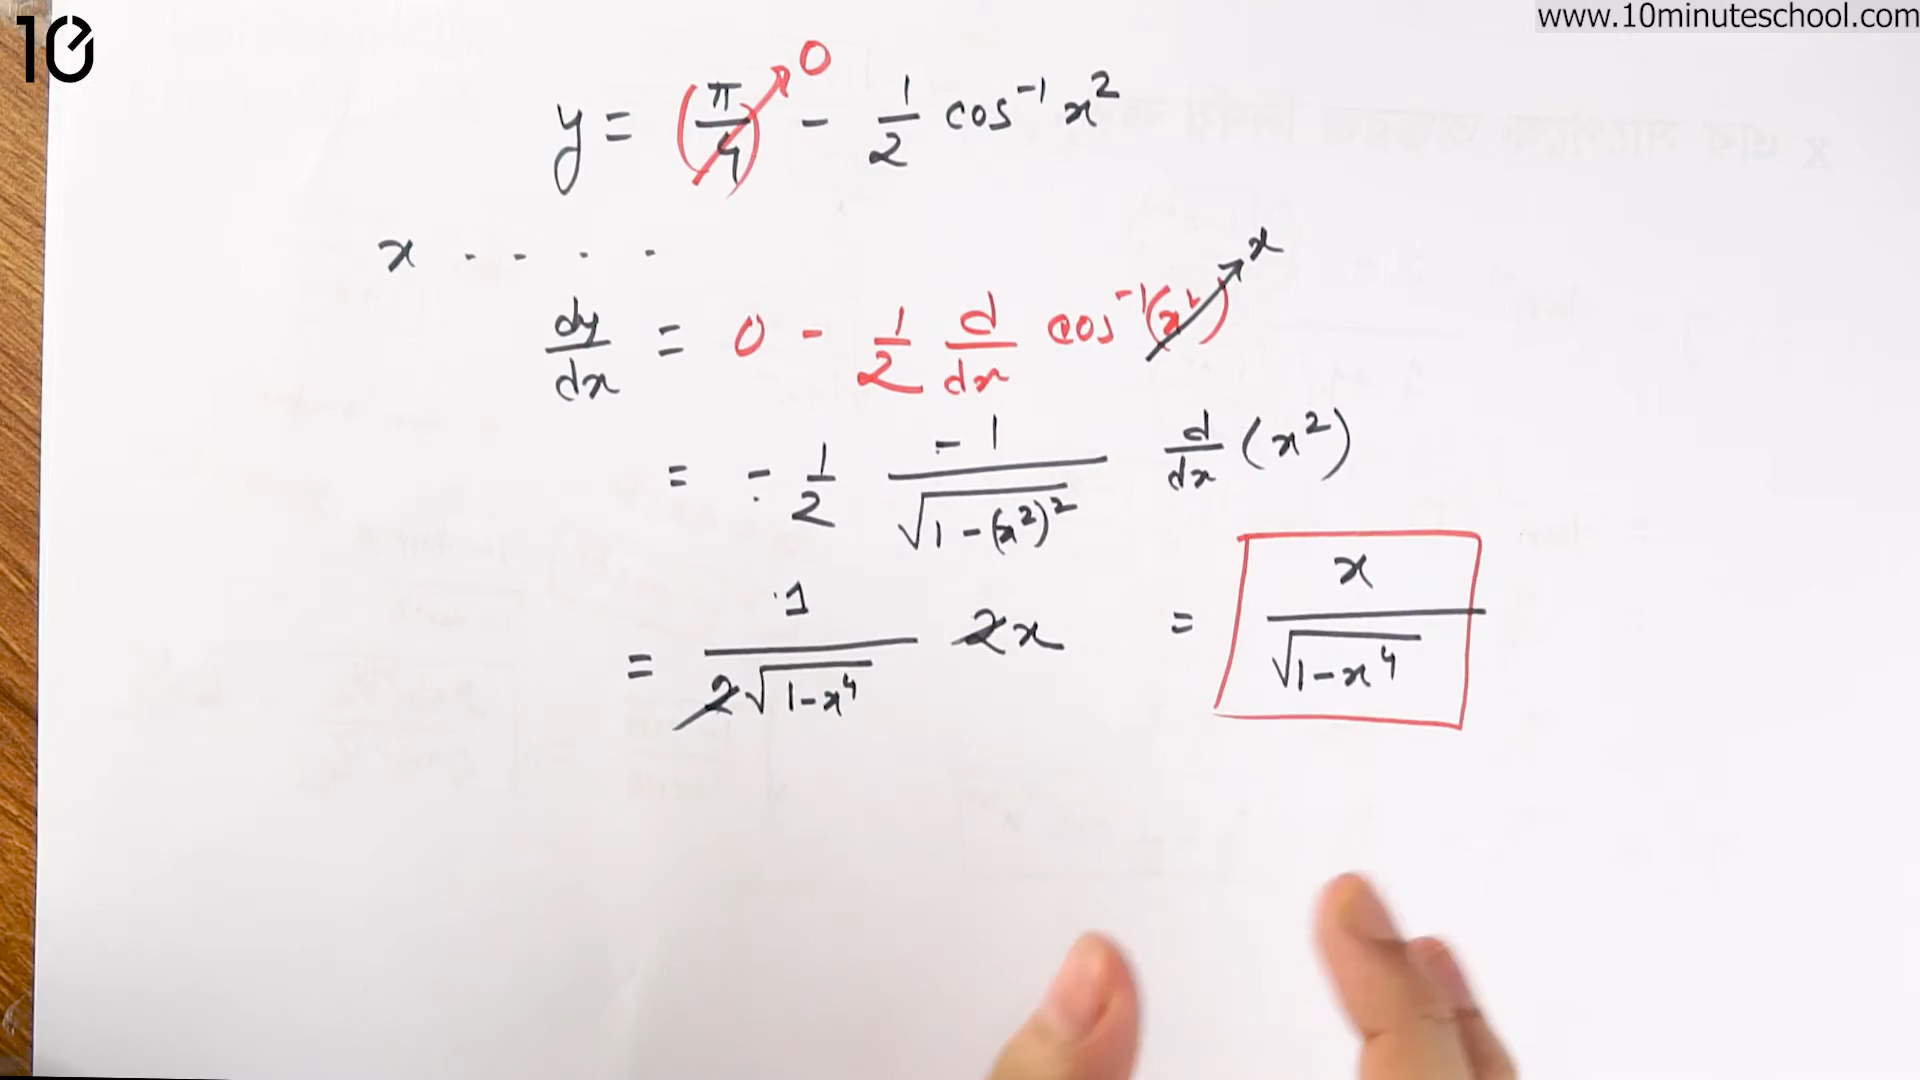 10
www.10minuteschool.com
y = (π/4) → 0 - 1/2 cos⁻¹ x²
x . . . .
dy/dx = 0 - 1/2 d/dx cos⁻¹(x²) → x
= - 1/2 -1/√(1-(x²)²) d/dx (x²)
= 1/(2√(1-x⁴)) 2x = x/√(1-x⁴)